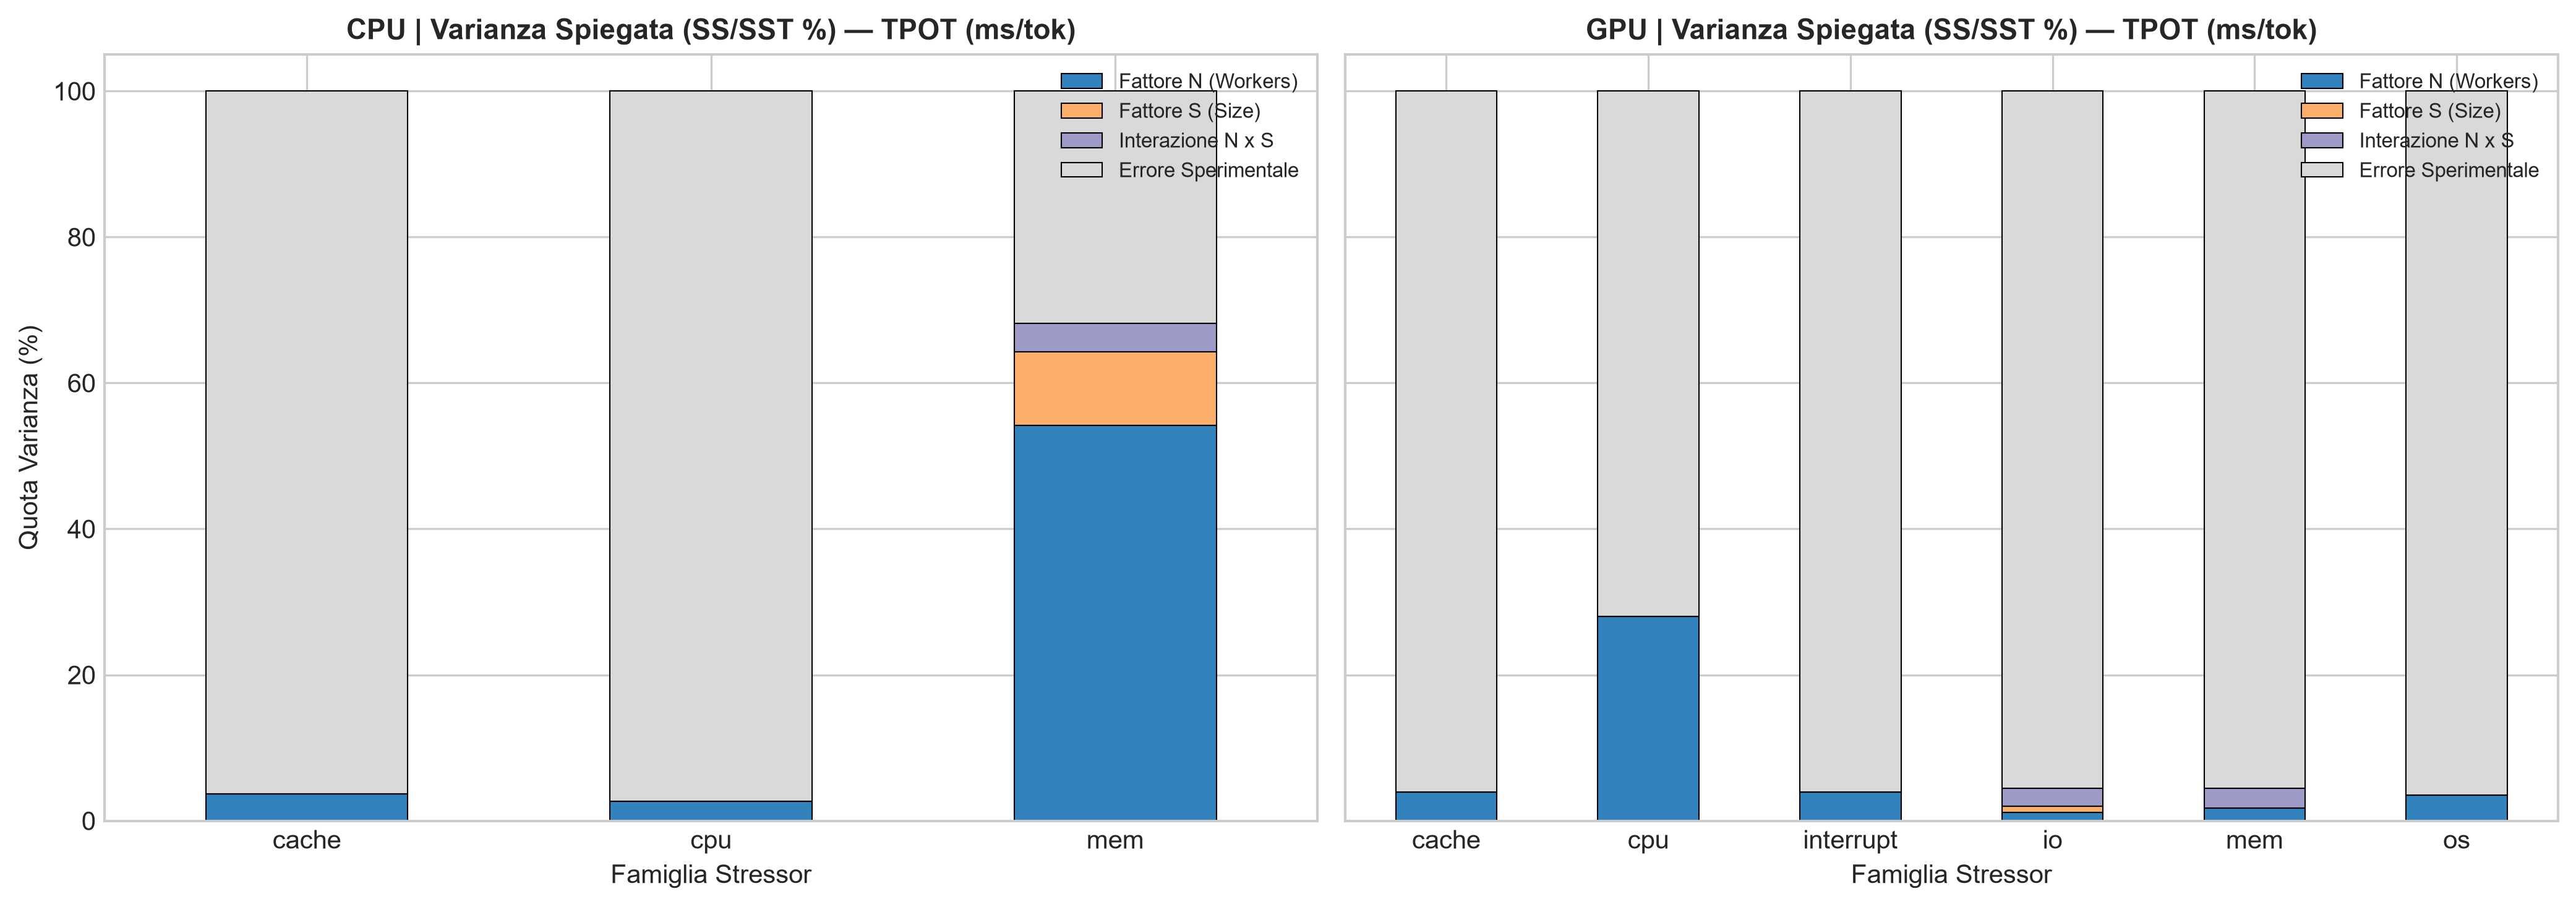 CPU | Varianza Spiegata (SS/SST %) — TPOT (ms/tok)
Quota Varianza (%)
100
80
60
40
20
0
Fattore N (Workers)
Fattore S (Size)
Interazione N x S
Errore Sperimentale
cache cpu mem
Famiglia Stressor
GPU | Varianza Spiegata (SS/SST %) — TPOT (ms/tok)
Fattore N (Workers)
Fattore S (Size)
Interazione N x S
Errore Sperimentale
cache cpu interrupt io mem os
Famiglia Stressor